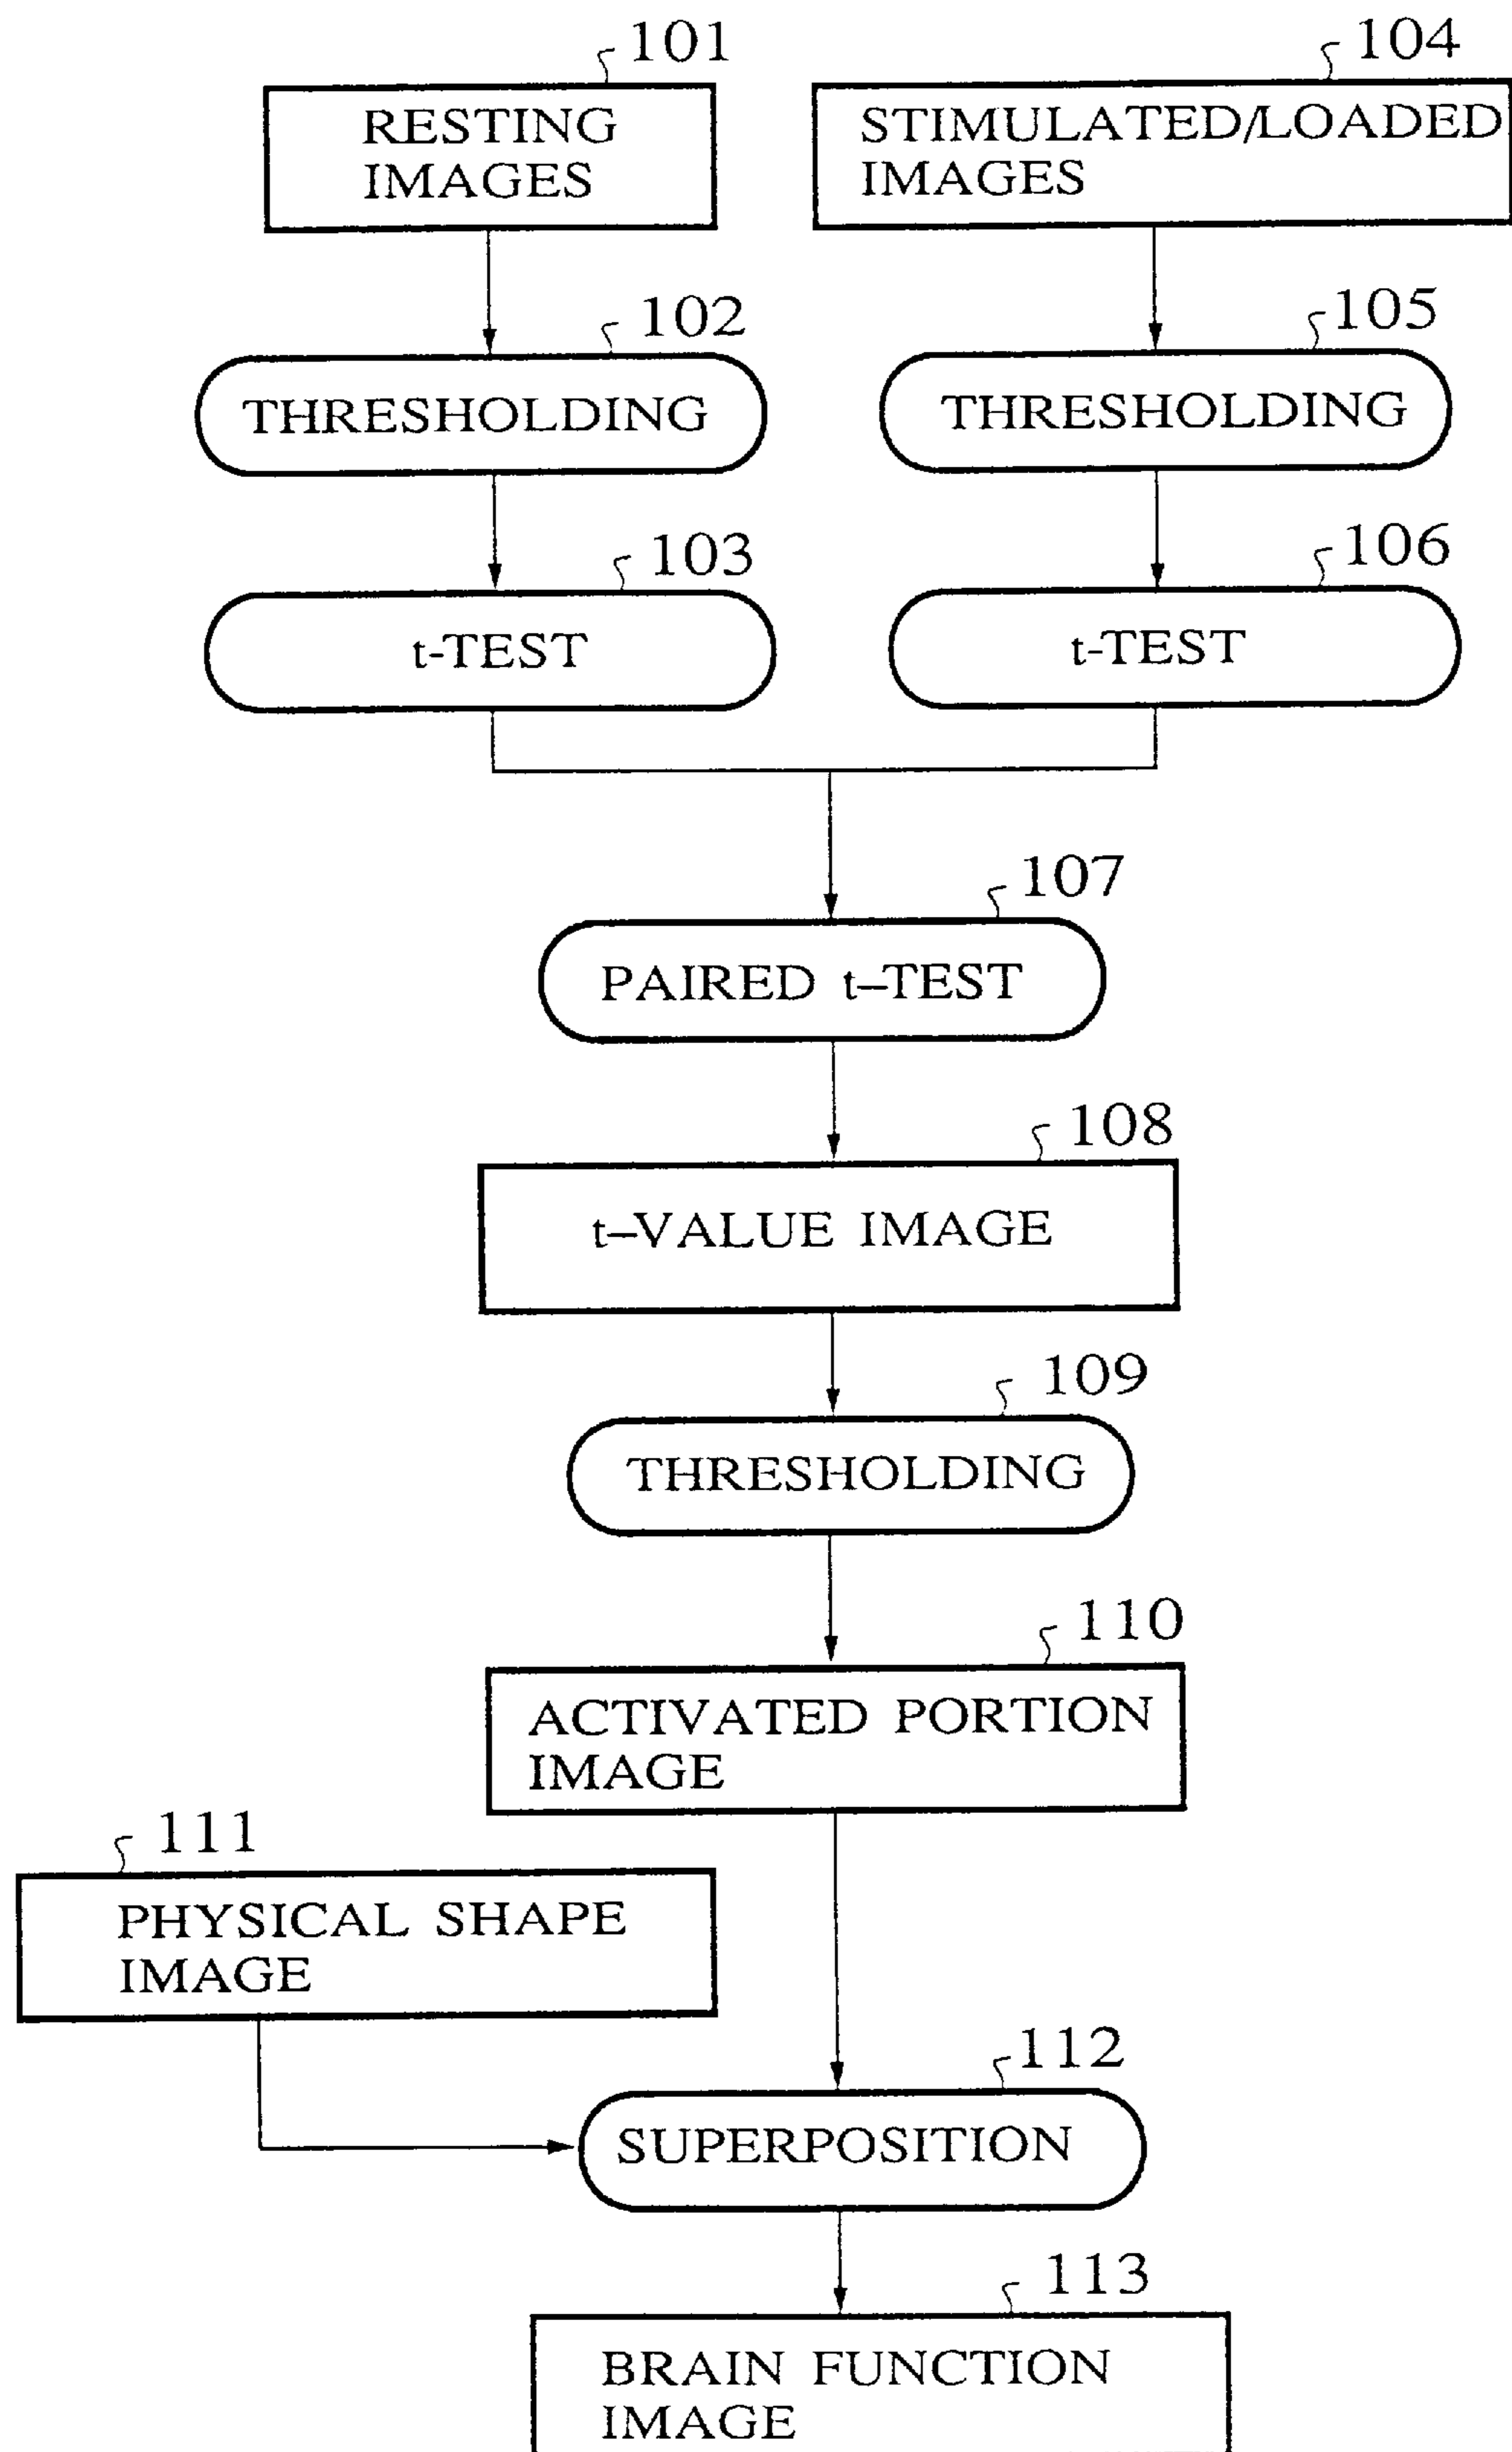 101
RESTING
IMAGES
104
STIMULATED/LOADED
IMAGES
102
THRESHOLDING
105
THRESHOLDING
103
t-TEST
106
t-TEST
107
PAIRED t–TEST
108
t–VALUE IMAGE
109
THRESHOLDING
110
ACTIVATED PORTION
IMAGE
111
PHYSICAL SHAPE
IMAGE
112
SUPERPOSITION
113
BRAIN FUNCTION
IMAGE